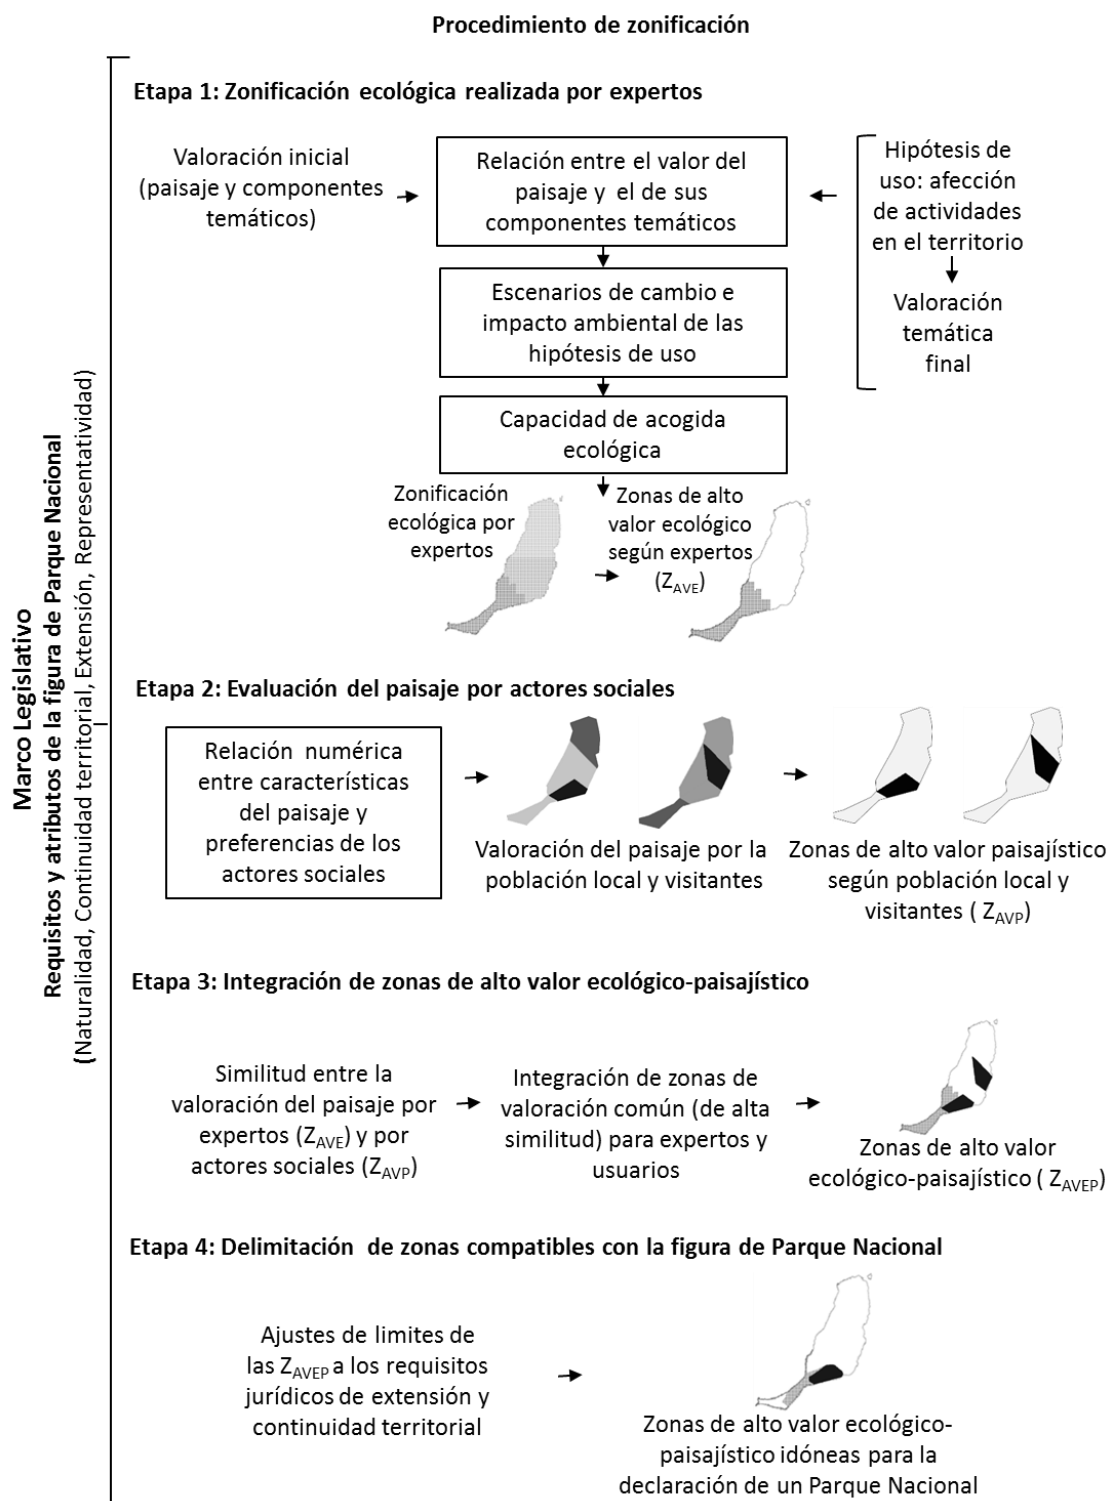 Procedimiento de zonificación
Marco Legislativo
Requisitos y atributos de la figura de Parque Nacional
(Naturalidad, Continuidad territorial, Extensión, Representatividad)
Etapa 1: Zonificación ecológica realizada por expertos
Valoración inicial
(paisaje y componentes
temáticos)
Relación entre el valor del
paisaje y el de sus
componentes temáticos
Hipótesis de
uso: afección
de actividades
en el territorio
Valoración
temática
final
Escenarios de cambio e
impacto ambiental de las
hipótesis de uso
Capacidad de acogida
ecológica
Zonificación
ecológica por
expertos
Zonas de alto
valor ecológico
según expertos
(ZAVE)
Etapa 2: Evaluación del paisaje por actores sociales
Relación numérica
entre características
del paisaje y
preferencias de los
actores sociales
Valoración del paisaje por la
población local y visitantes
Zonas de alto valor paisajístico
según población local y
visitantes ( ZAVP)
Etapa 3: Integración de zonas de alto valor ecológico-paisajístico
Similitud entre la
valoración del paisaje por
expertos (ZAVE) y por
actores sociales (ZAVP)
Integración de zonas de
valoración común (de alta
similitud) para expertos y
usuarios
Zonas de alto valor
ecológico-paisajístico ( ZAVEP)
Etapa 4: Delimitación de zonas compatibles con la figura de Parque Nacional
Ajustes de limites de
las ZAVEP a los requisitos
jurídicos de extensión y
continuidad territorial
Zonas de alto valor ecológico-
paisajístico idóneas para la
declaración de un Parque Nacional